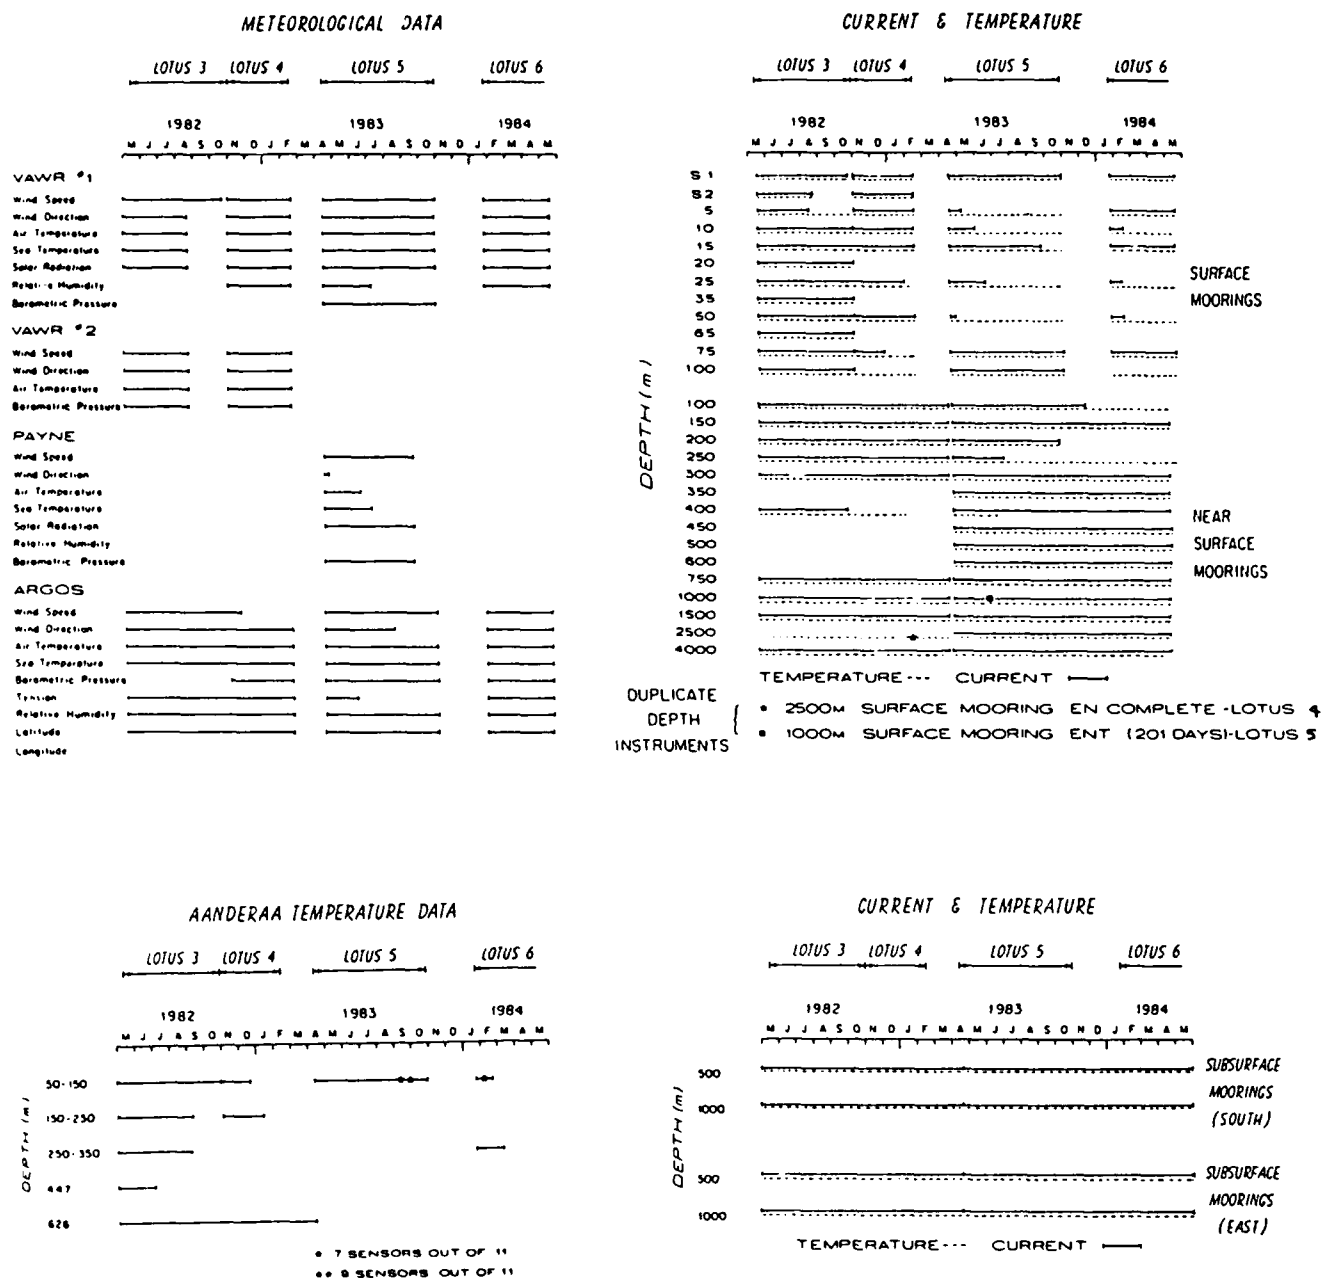 METEOROLOGICAL DATA
LOTUS 3 LOTUS 4 LOTUS 5 LOTUS 6
1982 1983 1984
M J J A S O N D J F M A M J J A S O N D J F M A M
VAWR #1
Wind Speed
Wind Direction
Air Temperature
Sea Temperature
Solar Radiation
Relative Humidity
Barometric Pressure
VAWR #2
Wind Speed
Wind Direction
Air Temperature
Barometric Pressure
PAYNE
Wind Speed
Wind Direction
Air Temperature
Sea Temperature
Solar Radiation
Relative Humidity
Barometric Pressure
ARGOS
Wind Speed
Wind Direction
Air Temperature
Sea Temperature
Barometric Pressure
Tension
Relative Humidity
Latitude
Longitude
CURRENT & TEMPERATURE
LOTUS 3 LOTUS 4 LOTUS 5 LOTUS 6
1982 1983 1984
M J J A S O N D J F M A M J J A S O N D J F M A M
DEPTH (m)
S1
S2
5
10
15
20
25
35
50
65
75
100
SURFACE
MOORINGS
100
150
200
250
300
350
400
450
500
600
750
1000
1500
2500
4000
NEAR
SURFACE
MOORINGS
TEMPERATURE --- CURRENT
DUPLICATE
DEPTH
INSTRUMENTS
• 2500M SURFACE MOORING EN COMPLETE - LOTUS 4
• 1000M SURFACE MOORING ENT (201 DAYS)-LOTUS 5
AANDERAA TEMPERATURE DATA
LOTUS 3 LOTUS 4 LOTUS 5 LOTUS 6
1982 1983 1984
M J J A S O N D J F M A M J J A S O N D J F M A M
DEPTH (m)
50-150
150-250
250-350
447
626
• 7 SENSORS OUT OF 11
•• 9 SENSORS OUT OF 11
CURRENT & TEMPERATURE
LOTUS 3 LOTUS 4 LOTUS 5 LOTUS 6
1982 1983 1984
M J J A S O N D J F M A M J J A S O N D J F M A M
DEPTH (m)
500
1000
SUBSURFACE
MOORINGS
(SOUTH)
500
1000
SUBSURFACE
MOORINGS
(EAST)
TEMPERATURE --- CURRENT